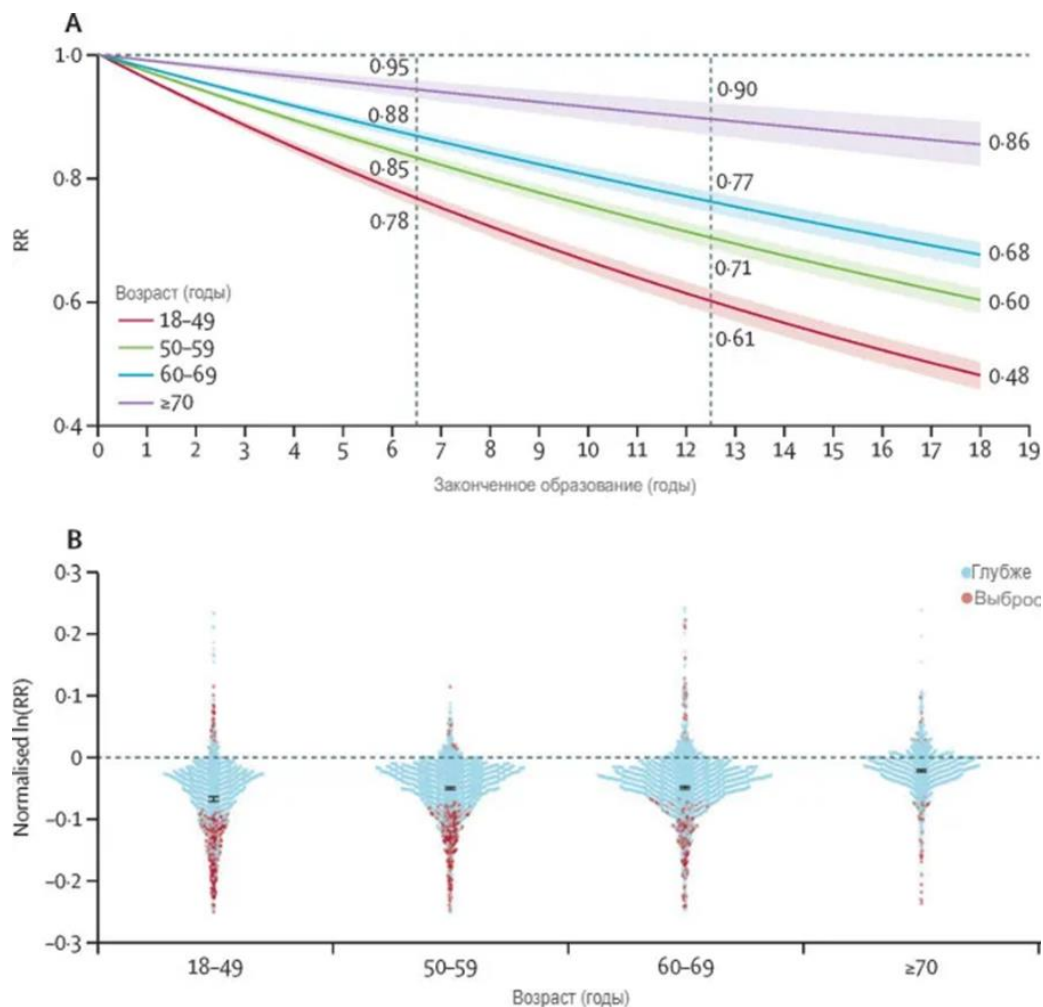 A
1·0
0·8
0·6
0·4
RR
0·95
0·88
0·85
0·78
0·90
0·77
0·71
0·61
0·86
0·68
0·60
0·48
Возраст (годы)
18–49
50–59
60–69
≥70
0 1 2 3 4 5 6 7 8 9 10 11 12 13 14 15 16 17 18 19
Законченное образование (годы)
B
0·3
0·2
0·1
0
–0·1
–0·2
–0·3
Normalised ln(RR)
Глубже
Выброс
18–49 50–59 60–69 ≥70
Возраст (годы)